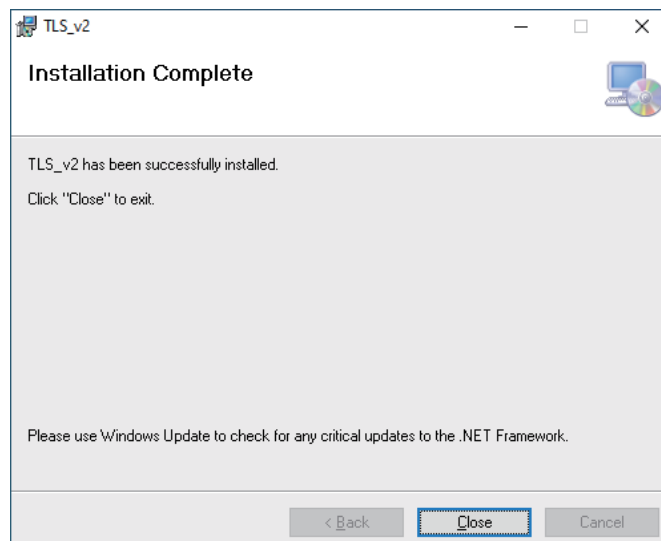 TLS_v2
Installation Complete
TLS_v2 has been successfully installed.
Click "Close" to exit.
Please use Windows Update to check for any critical updates to the .NET Framework.
< Back
Close
Cancel